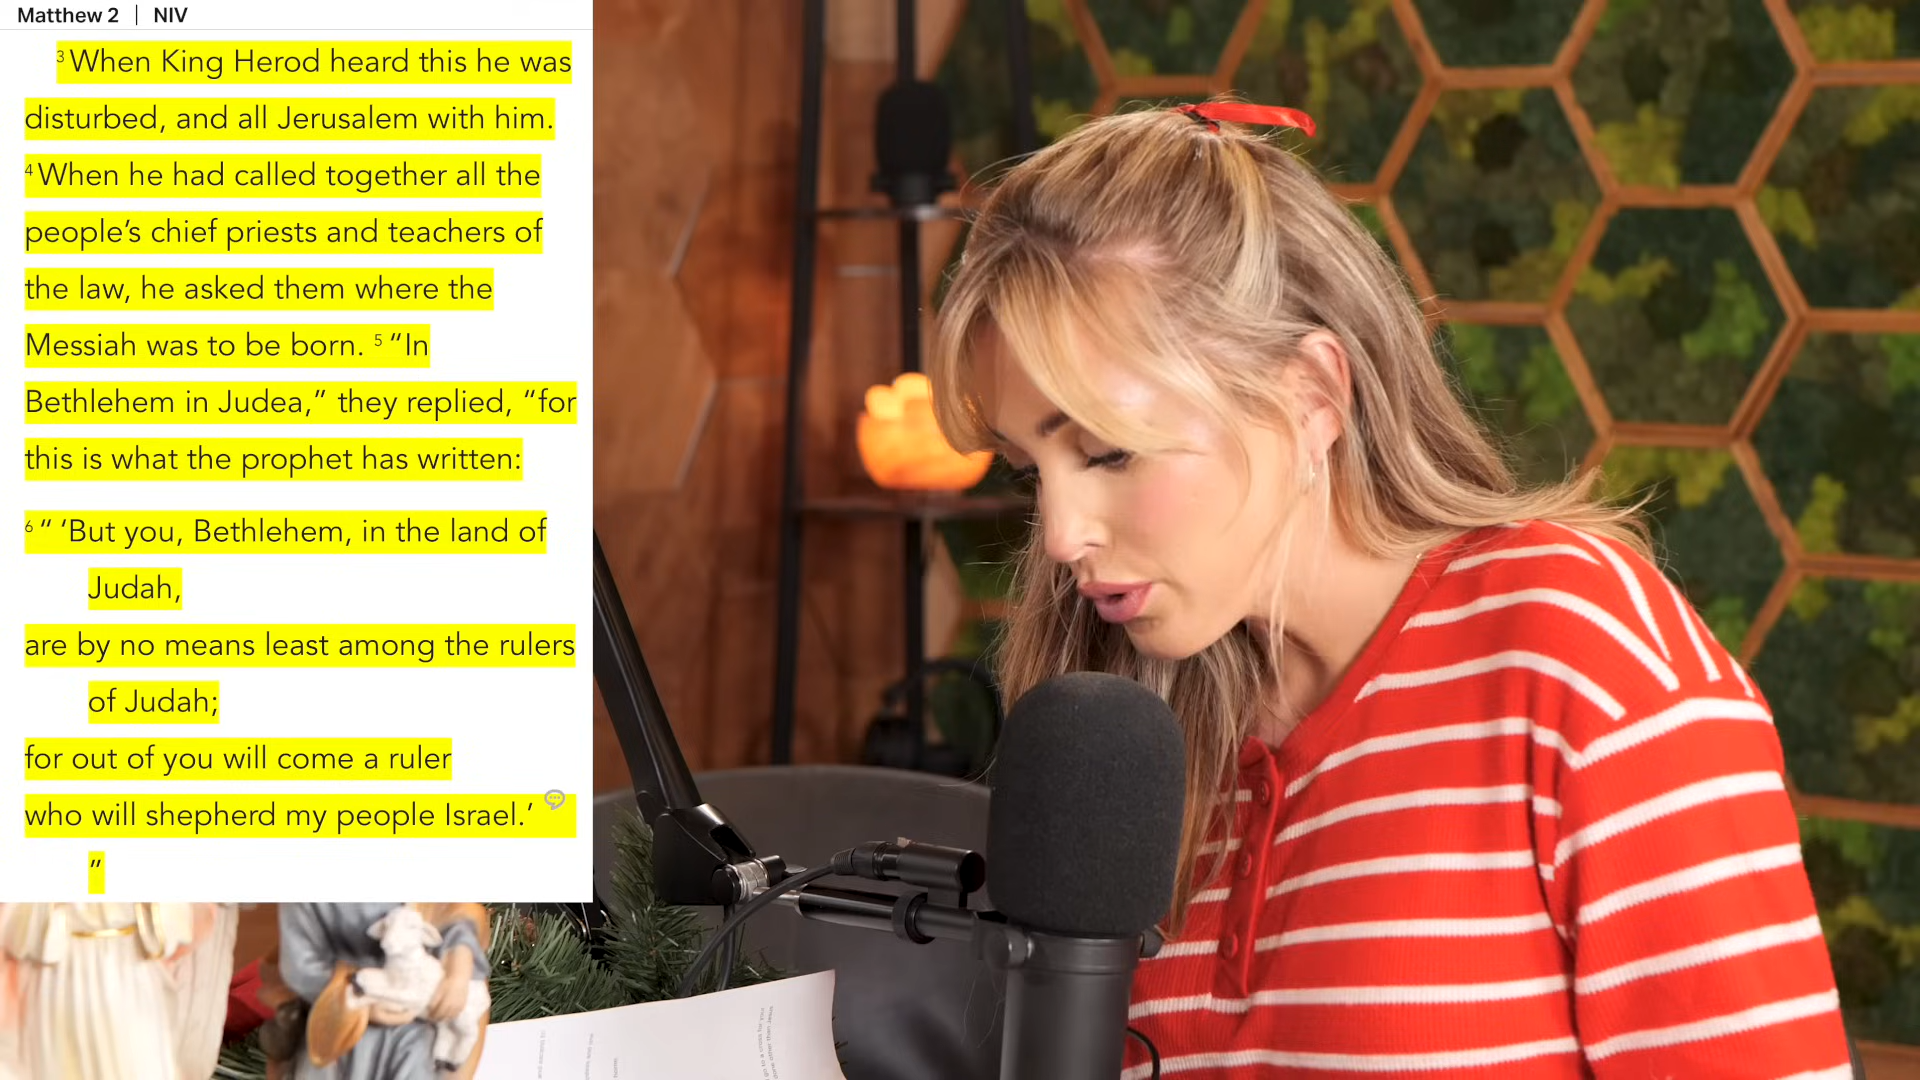 Matthew 2 | NIV
3 When King Herod heard this he was
disturbed, and all Jerusalem with him.
4 When he had called together all the
people’s chief priests and teachers of
the law, he asked them where the
Messiah was to be born. 5 “In
Bethlehem in Judea,” they replied, “for
this is what the prophet has written:
6 “ ‘But you, Bethlehem, in the land of
Judah,
are by no means least among the rulers
of Judah;
for out of you will come a ruler
who will shepherd my people Israel.’
”